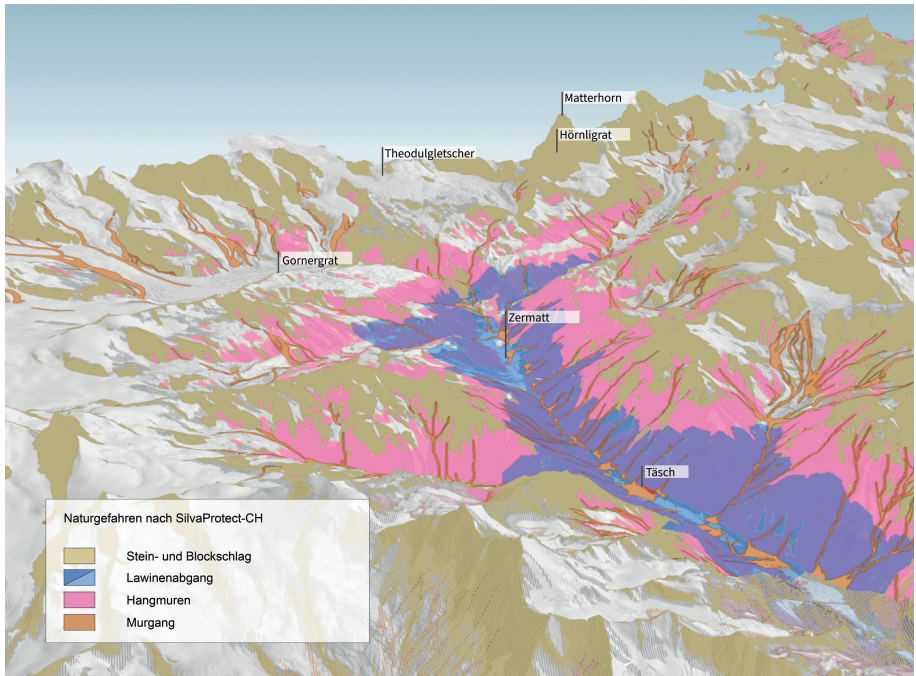 Matterhorn
Hörnligrat
Theodulgletscher
Gornergrat
Zermatt
Täsch
Naturgefahren nach SilvaProtect-CH
Stein- und Blockschlag
Lawinenabgang
Hangmuren
Murgang